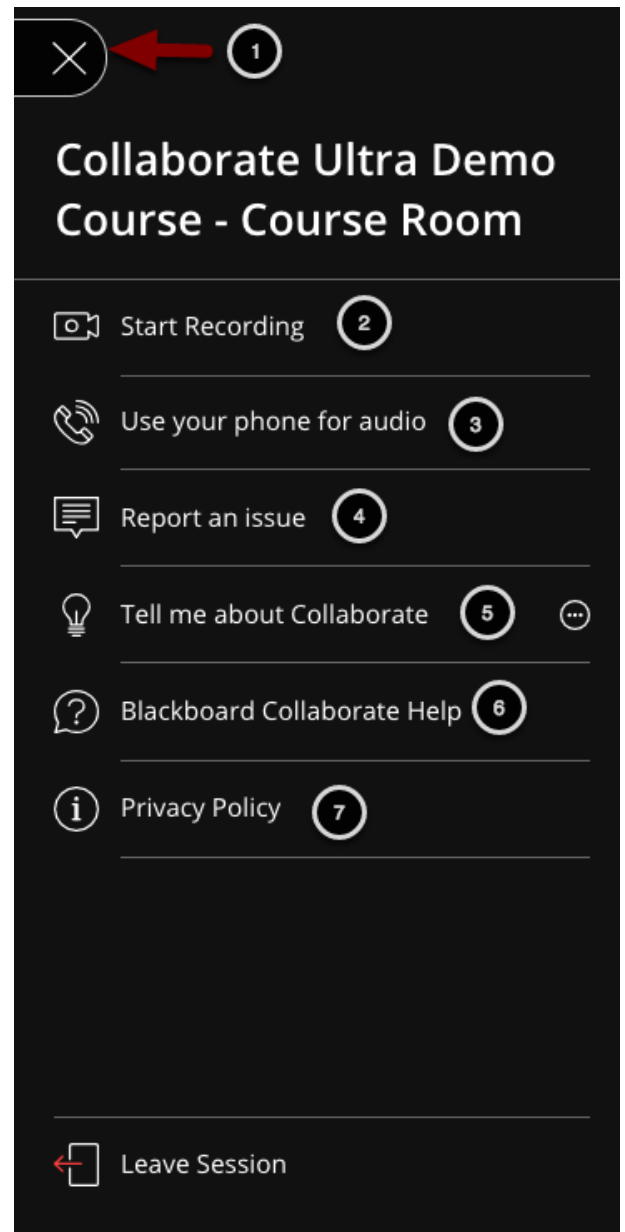 1
Collaborate Ultra Demo
Course - Course Room
Start Recording 2
Use your phone for audio 3
Report an issue 4
Tell me about Collaborate 5
Blackboard Collaborate Help 6
Privacy Policy 7
Leave Session